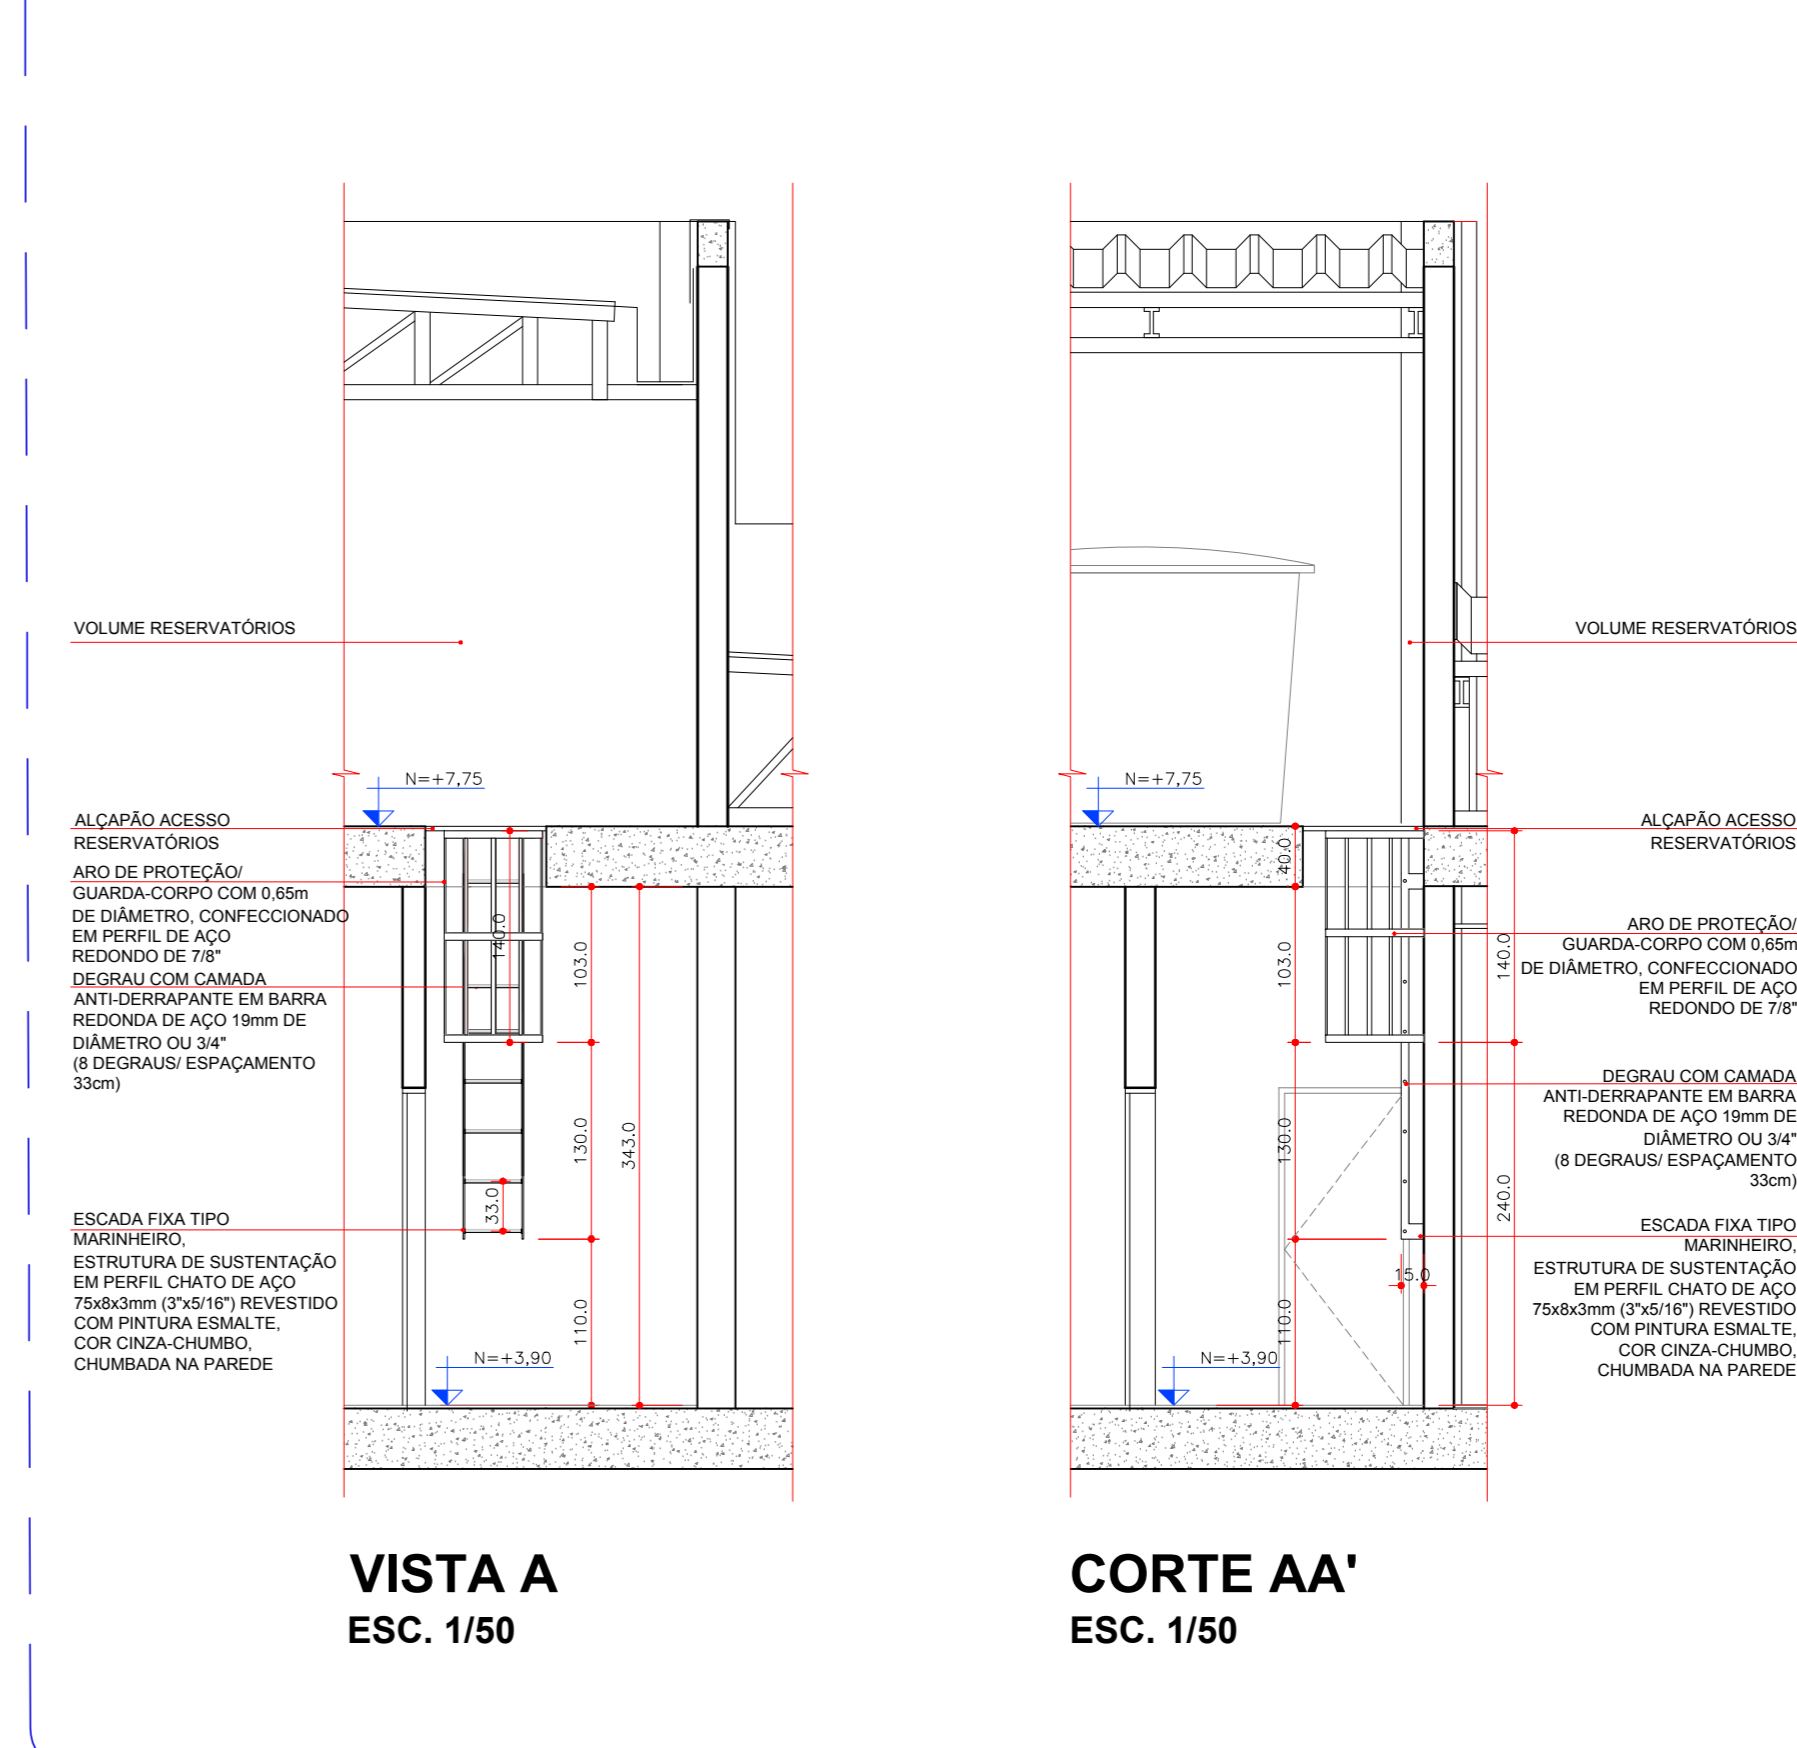 VOLUME RESERVATÓRIOS
N=+7,75
ALÇAPÃO ACESSO
RESERVATÓRIOS
ARO DE PROTEÇÃO/
GUARDA-CORPO COM 0,65m
DE DIÂMETRO, CONFECCIONADO
EM PERFIL DE AÇO
REDONDO DE 7/8"
DEGRAU COM CAMADA
ANTI-DERRAPANTE EM BARRA
REDONDA DE AÇO 19mm DE
DIÂMETRO OU 3/4"
(8 DEGRAUS/ ESPAÇAMENTO
33cm)
ESCADA FIXA TIPO
MARINHEIRO,
ESTRUTURA DE SUSTENTAÇÃO
EM PERFIL CHATO DE AÇO
75x8x3mm (3"x5/16") REVESTIDO
COM PINTURA ESMALTE,
COR CINZA-CHUMBO,
CHUMBADA NA PAREDE
140.0
103.0
130.0
343.0
33.0
110.0
N=+3,90
VISTA A
ESC. 1/50
VOLUME RESERVATÓRIOS
N=+7,75
ALÇAPÃO ACESSO
RESERVATÓRIOS
ARO DE PROTEÇÃO/
GUARDA-CORPO COM 0,65m
DE DIÂMETRO, CONFECCIONADO
EM PERFIL DE AÇO
REDONDO DE 7/8"
DEGRAU COM CAMADA
ANTI-DERRAPANTE EM BARRA
REDONDA DE AÇO 19mm DE
DIÂMETRO OU 3/4"
(8 DEGRAUS/ ESPAÇAMENTO
33cm)
ESCADA FIXA TIPO
MARINHEIRO,
ESTRUTURA DE SUSTENTAÇÃO
EM PERFIL CHATO DE AÇO
75x8x3mm (3"x5/16") REVESTIDO
COM PINTURA ESMALTE,
COR CINZA-CHUMBO,
CHUMBADA NA PAREDE
40.0
103.0
140.0
130.0
240.0
15.0
110.0
N=+3,90
CORTE AA'
ESC. 1/50